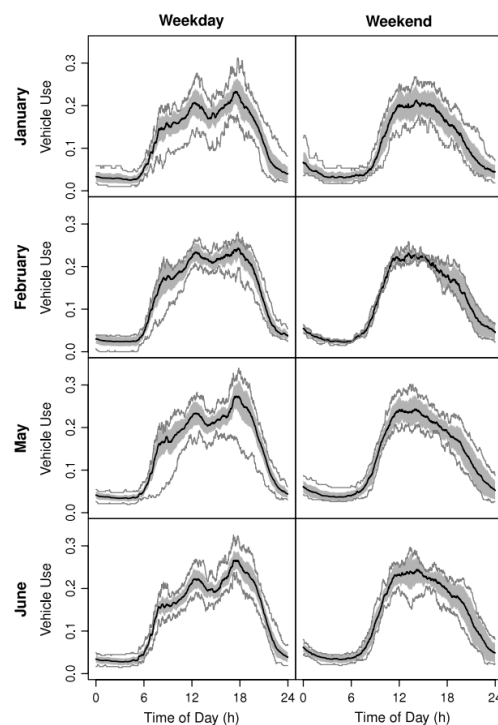 Weekday Weekend
January
Vehicle Use
0.0 0.1 0.2 0.3
February
Vehicle Use
0.0 0.1 0.2 0.3
May
Vehicle Use
0.0 0.1 0.2 0.3
June
Vehicle Use
0.0 0.1 0.2 0.3
0 6 12 18 24 0 6 12 18 24
Time of Day (h) Time of Day (h)